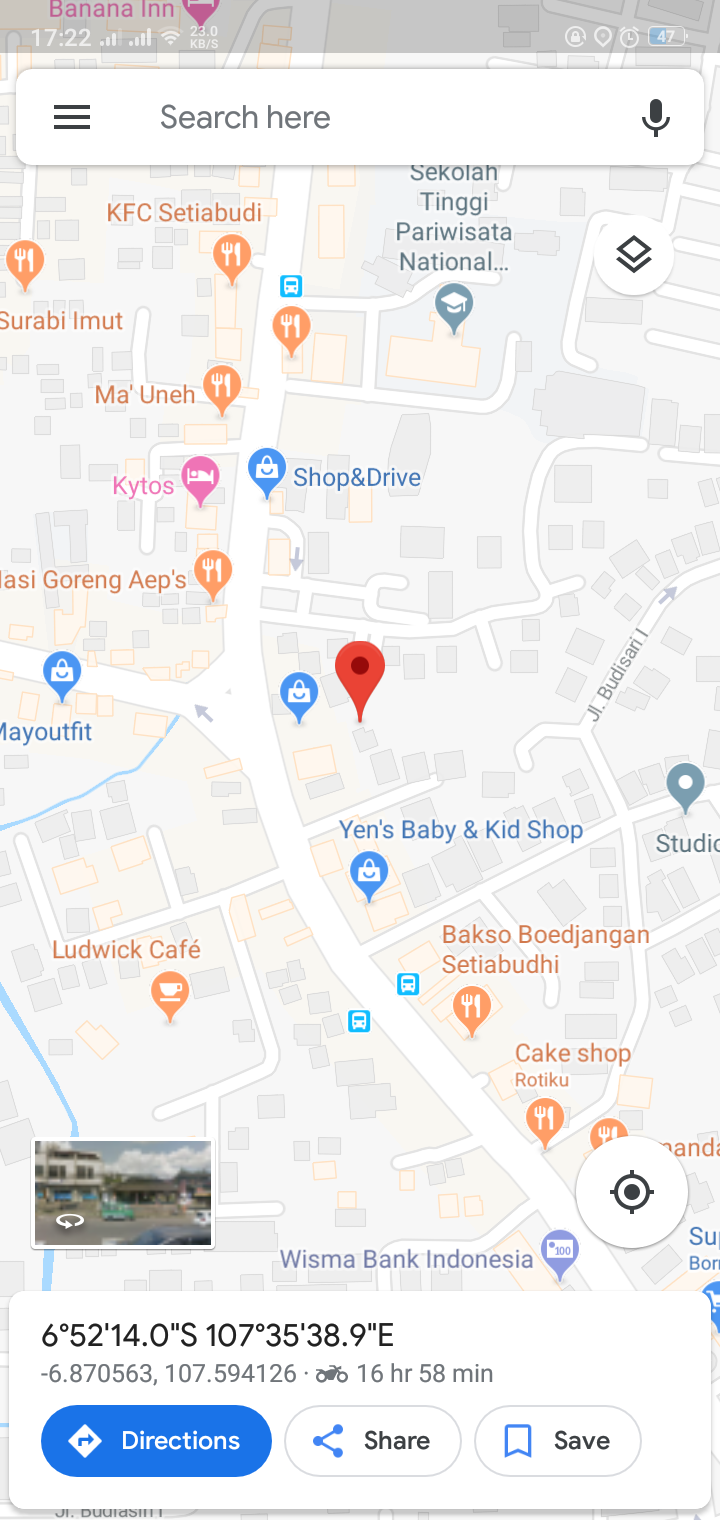 Banana Inn
17:22
23.0
KB/S
47
Search here
Sekolah
Tinggi
Pariwisata
National...
KFC Setiabudi
Surabi Imut
Ma' Uneh
Kytos
Shop&Drive
Goreng Aep's
Jl. Budisari I
Mayoutfit
Yen's Baby & Kid Shop
Studio
Ludwick Café
Bakso Boedjangan
Setiabudhi
Cake shop
Rotiku
Wisma Bank Indonesia
100
6°52'14.0"S 107°35'38.9"E
-6.870563, 107.594126 · 16 hr 58 min
Directions
Share
Save